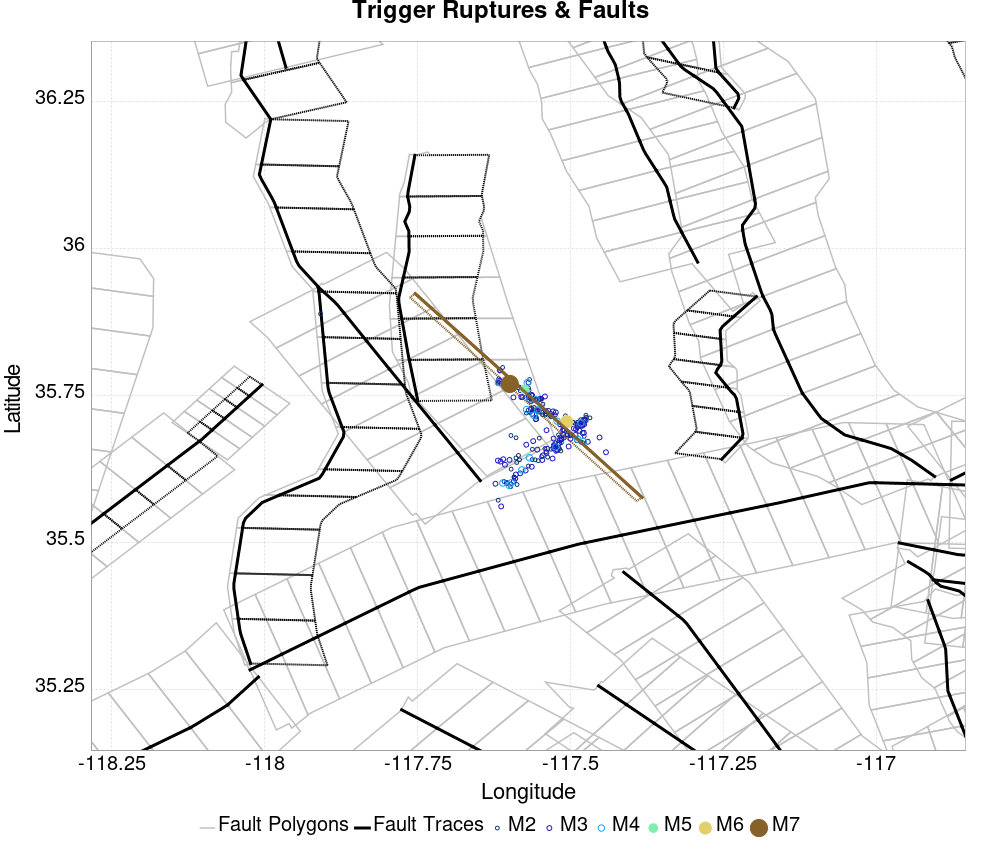 Trigger Ruptures & Faults
36.25
36
35.75
35.5
35.25
Latitude
-118.25 -118 -117.75 -117.5 -117.25 -117
Longitude
Fault Polygons Fault Traces M2 M3 M4 M5 M6 M7